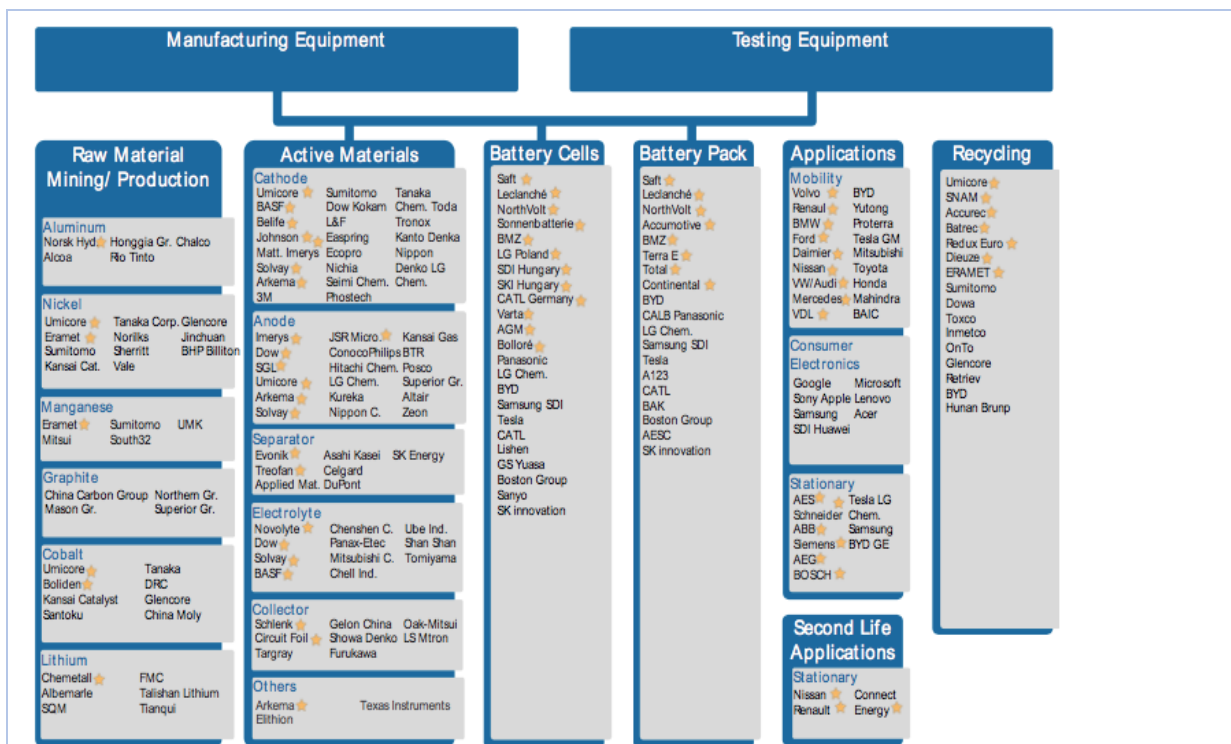 Manufacturing Equipment
Testing Equipment
Raw Material
Mining/ Production
Aluminum
Norsk Hyd Honggia Gr. Chalco
Alcoa Rio Tinto
Nickel
Umicore Tanaka Corp. Glencore
Eramet Norilks Jinchuan
Sumitomo Sherritt BHP Billiton
Kansai Cat. Vale
Manganese
Eramet Sumitomo UMK
Mitsui South32
Graphite
China Carbon Group Northern Gr.
Mason Gr. Superior Gr.
Cobalt
Umicore Tanaka
Boliden DRC
Kansai Catalyst Glencore
Santoku China Moly
Lithium
Chemetall FMC
Albemarle Talishan Lithium
SQM Tianqui
Active Materials
Cathode
Umicore Sumitomo Tanaka
BASF Dow Kokam Chem. Toda
Belife L&F Tronox
Johnson Easpring Kanto Denka
Matt. Imerys Ecopro Nippon
Solvay Nichia Denko LG
Arkema Seimi Chem. Chem.
3M Phostech
Anode
Imerys JSR Micro. Kansai Gas
Dow ConocoPhilips BTR
SGL Hitachi Chem. Posco
Umicore LG Chem. Superior Gr.
Arkema Kureka Altair
Solvay Nippon C. Zeon
Separator
Evonik Asahi Kasei SK Energy
Treofan Celgard
Applied Mat. DuPont
Electrolyte
Novolyte Chenshen C. Ube Ind.
Dow Panax-Etec Shan Shan
Solvay Mitsubishi C. Tomiyama
BASF Chell Ind.
Collector
Schlenk Gelon China Oak-Mitsui
Circuit Foil Showa Denko LS Mtron
Targray Furukawa
Others
Arkema Texas Instruments
Elithion
Battery Cells
Saft
Leclanché
NorthVolt
Sonnenbatterie
BMZ
LG Poland
SDI Hungary
SKI Hungary
CATL Germany
Varta
AGM
Bolloré
Panasonic
LG Chem.
BYD
Samsung SDI
Tesla
CATL
Lishen
GS Yuasa
Boston Group
Sanyo
SK innovation
Battery Pack
Saft
Leclanché
NorthVolt
Accumotive
BMZ
Terra E
Total
Continental
BYD
CALB Panasonic
LG Chem.
Samsung SDI
Tesla
A123
CATL
BAK
Boston Group
AESC
SK innovation
Applications
Mobility
Volvo BYD
Renaul Yutong
BMW Proterra
Ford Tesla GM
Daimier Mitsubishi
Nissan Toyota
VW/Audi Honda
Mercedes Mahindra
VDL BAIC
Consumer
Electronics
Google Microsoft
Sony Apple Lenovo
Samsung Acer
SDI Huawei
Stationary
AES Tesla LG
Schneider Chem.
ABB Samsung
Siemens BYD GE
AEG
BOSCH
Second Life
Applications
Stationary
Nissan Connect
Renault Energy
Recycling
Umicore
SNAM
Accurec
Batrec
Redux Euro
Dieuze
ERAMET
Sumitomo
Dowa
Toxco
Inmetco
OnTo
Glencore
Retriev
BYD
Hunan Brunp